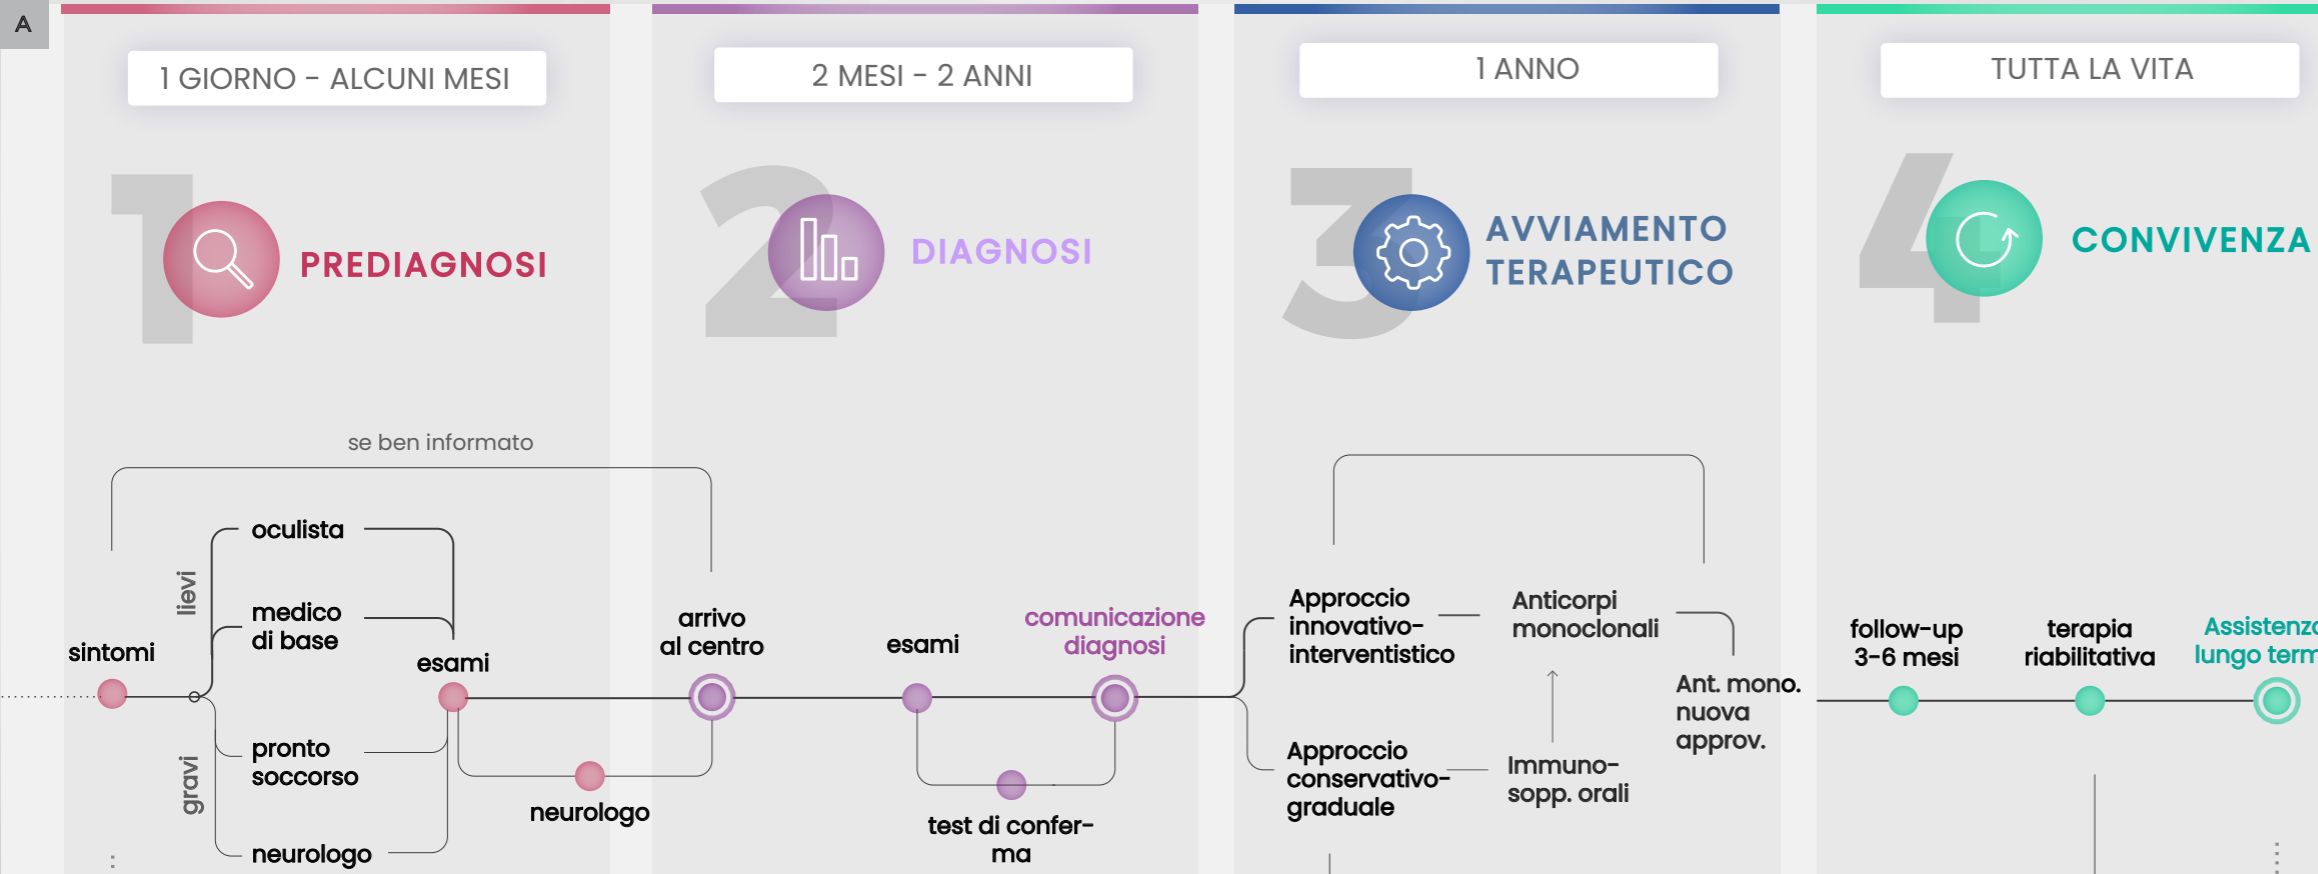 A
1 GIORNO - ALCUNI MESI
2 MESI - 2 ANNI
1 ANNO
TUTTA LA VITA
1
PREDIAGNOSI
2
DIAGNOSI
3
AVVIAMENTO
TERAPEUTICO
4
CONVIVENZA
se ben informato
lievi
gravi
sintomi
oculista
medico
di base
pronto
soccorso
neurologo
esami
neurologo
arrivo
al centro
esami
test di confer-
ma
comunicazione
diagnosi
Approccio
innovativo-
interventistico
Anticorpi
monoclonali
Ant. mono.
nuova
approv.
Approccio
conservativo-
graduale
Immuno-
sopp. orali
follow-up
3-6 mesi
terapia
riabilitativa
Assistenza
lungo term